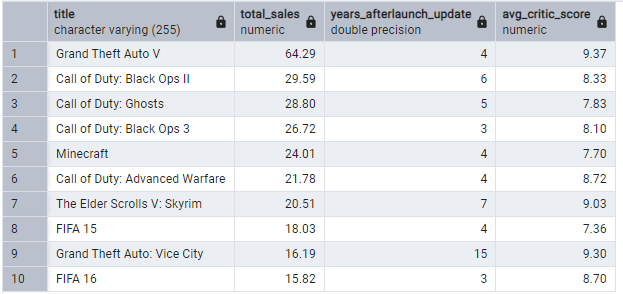 title total_sales years_afterlaunch_update avg_critic_score
character varying (255) numeric double precision numeric
1 Grand Theft Auto V 64.29 4 9.37
2 Call of Duty: Black Ops II 29.59 6 8.33
3 Call of Duty: Ghosts 28.80 5 7.83
4 Call of Duty: Black Ops 3 26.72 3 8.10
5 Minecraft 24.01 4 7.70
6 Call of Duty: Advanced Warfare 21.78 4 8.72
7 The Elder Scrolls V: Skyrim 20.51 7 9.03
8 FIFA 15 18.03 4 7.36
9 Grand Theft Auto: Vice City 16.19 15 9.30
10 FIFA 16 15.82 3 8.70